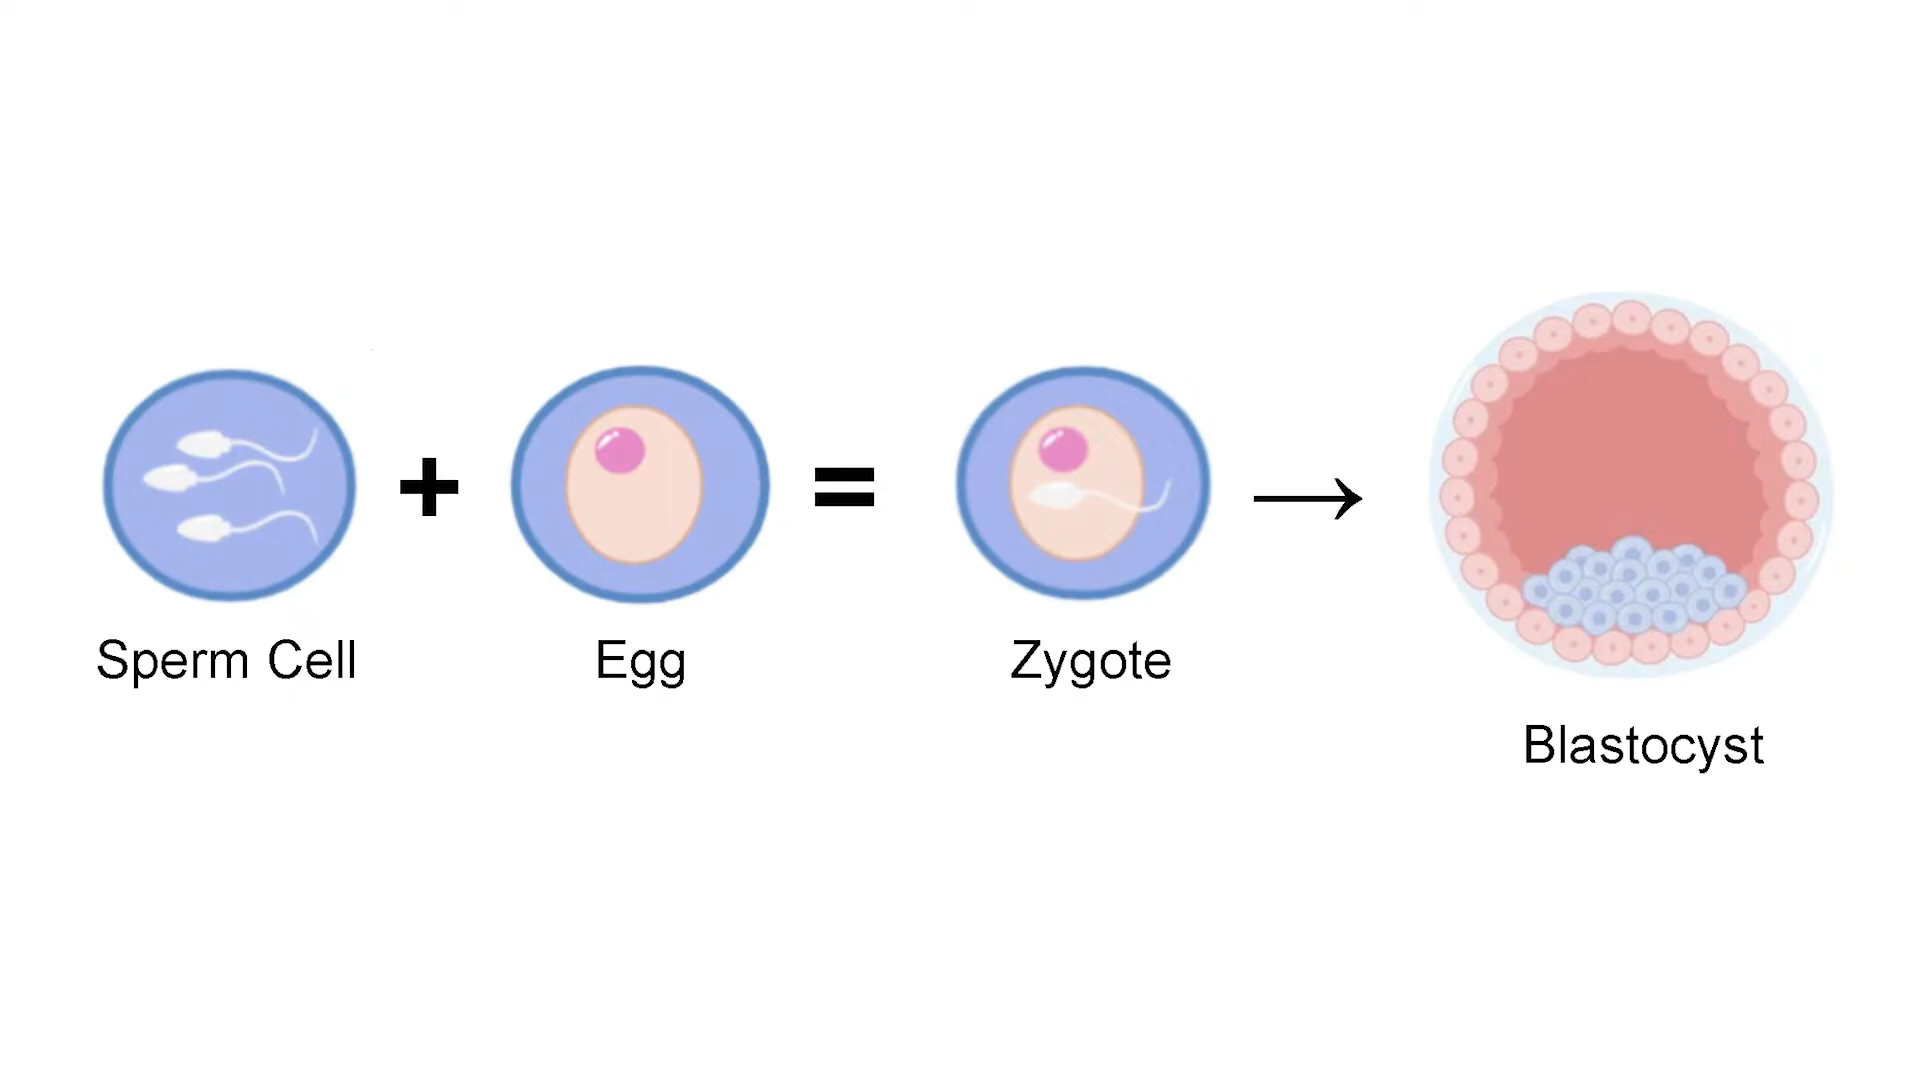 +
=
→
Sperm Cell
Egg
Zygote
Blastocyst